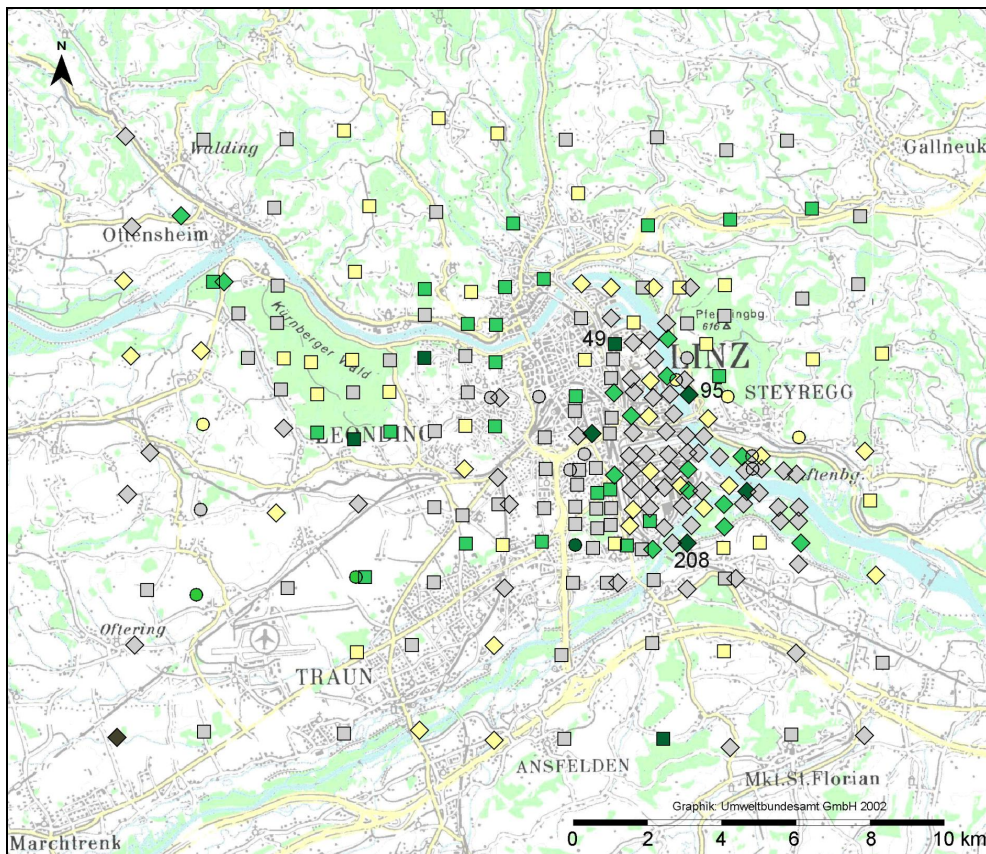 N
Walding
Gallneuk
Ottensheim
Pfenningbg.
616
Kürnberger Wald
49
LINZ
95
STEYREGG
LEONDING
208
Oftering
TRAUN
ANSFELDEN
Mkt.St.Florian
Graphik: Umweltbundesamt GmbH 2002
Marchtrenk
0 2 4 6 8 10 km